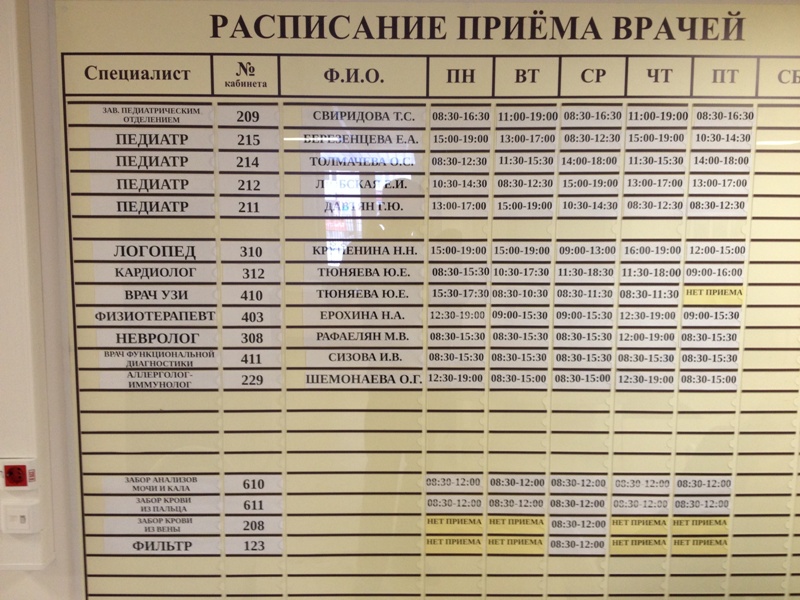 РАСПИСАНИЕ ПРИЁМА ВРАЧЕЙ
Специалист № кабинета Ф.И.О. ПН ВТ СР ЧТ ПТ СБ
ЗАВ. ПЕДИАТРИЧЕСКИМ ОТДЕЛЕНИЕМ 209 СВИРИДОВА Т.С. 08:30-16:30 11:00-19:00 08:30-16:30 11:00-19:00 08:30-16:30
ПЕДИАТР 215 БЕРЕЗЕНЦЕВА Е.А. 15:00-19:00 13:00-17:00 08:30-12:30 15:00-19:00 10:30-14:30
ПЕДИАТР 214 ТОЛМАЧЕВА О.С. 08:30-12:30 11:30-15:30 14:00-18:00 11:30-15:30 14:00-18:00
ПЕДИАТР 212 Е.И. 10:30-14:30 08:30-12:30 15:00-19:00 13:00-17:00 13:00-17:00
ПЕДИАТР 211 ДАВТЯН Г.Ю. 13:00-17:00 15:00-19:00 10:30-14:30 08:30-12:30 08:30-12:30
ЛОГОПЕД 310 Н.Н. 15:00-19:00 15:00-19:00 09:00-13:00 16:00-19:00 12:00-15:00
КАРДИОЛОГ 312 ТЮНЯЕВА Ю.Е. 08:30-15:30 10:30-17:30 11:30-18:30 11:30-18:00 09:00-16:00
ВРАЧ УЗИ 410 ТЮНЯЕВА Ю.Е. 15:30-17:30 08:30-10:30 08:30-11:30 08:30-11:30 НЕТ ПРИЕМА
ФИЗИОТЕРАПЕВТ 403 ЕРОХИНА Н.А. 12:30-19:00 09:00-15:30 09:00-15:30 12:30-19:00 09:00-15:30
НЕВРОЛОГ 308 РАФАЕЛЯН М.В. 08:30-15:30 08:30-15:30 08:30-15:30 12:00-19:00 08:30-15:30
ВРАЧ ФУНКЦИОНАЛЬНОЙ ДИАГНОСТИКИ 411 СИЗОВА И.В. 08:30-15:30 08:30-15:30 08:30-15:30 08:30-15:30 08:30-15:30
АЛЛЕРГОЛОГ-ИММУНОЛОГ 229 ШЕМОНАЕВА О.Г. 12:30-19:00 08:30-15:00 08:30-15:00 12:30-19:00 08:30-15:00
ЗАБОР АНАЛИЗОВ МОЧИ И КАЛА 610 08:30-12:00 08:30-12:00 08:30-12:00 08:30-12:00 08:30-12:00
ЗАБОР КРОВИ ИЗ ПАЛЬЦА 611 08:30-12:00 08:30-12:00 08:30-12:00 08:30-12:00 08:30-12:00
ЗАБОР КРОВИ ИЗ ВЕНЫ 208 НЕТ ПРИЕМА НЕТ ПРИЕМА 08:30-12:00 НЕТ ПРИЕМА НЕТ ПРИЕМА
ФИЛЬТР 123 НЕТ ПРИЕМА НЕТ ПРИЕМА 08:30-12:00 НЕТ ПРИЕМА НЕТ ПРИЕМА